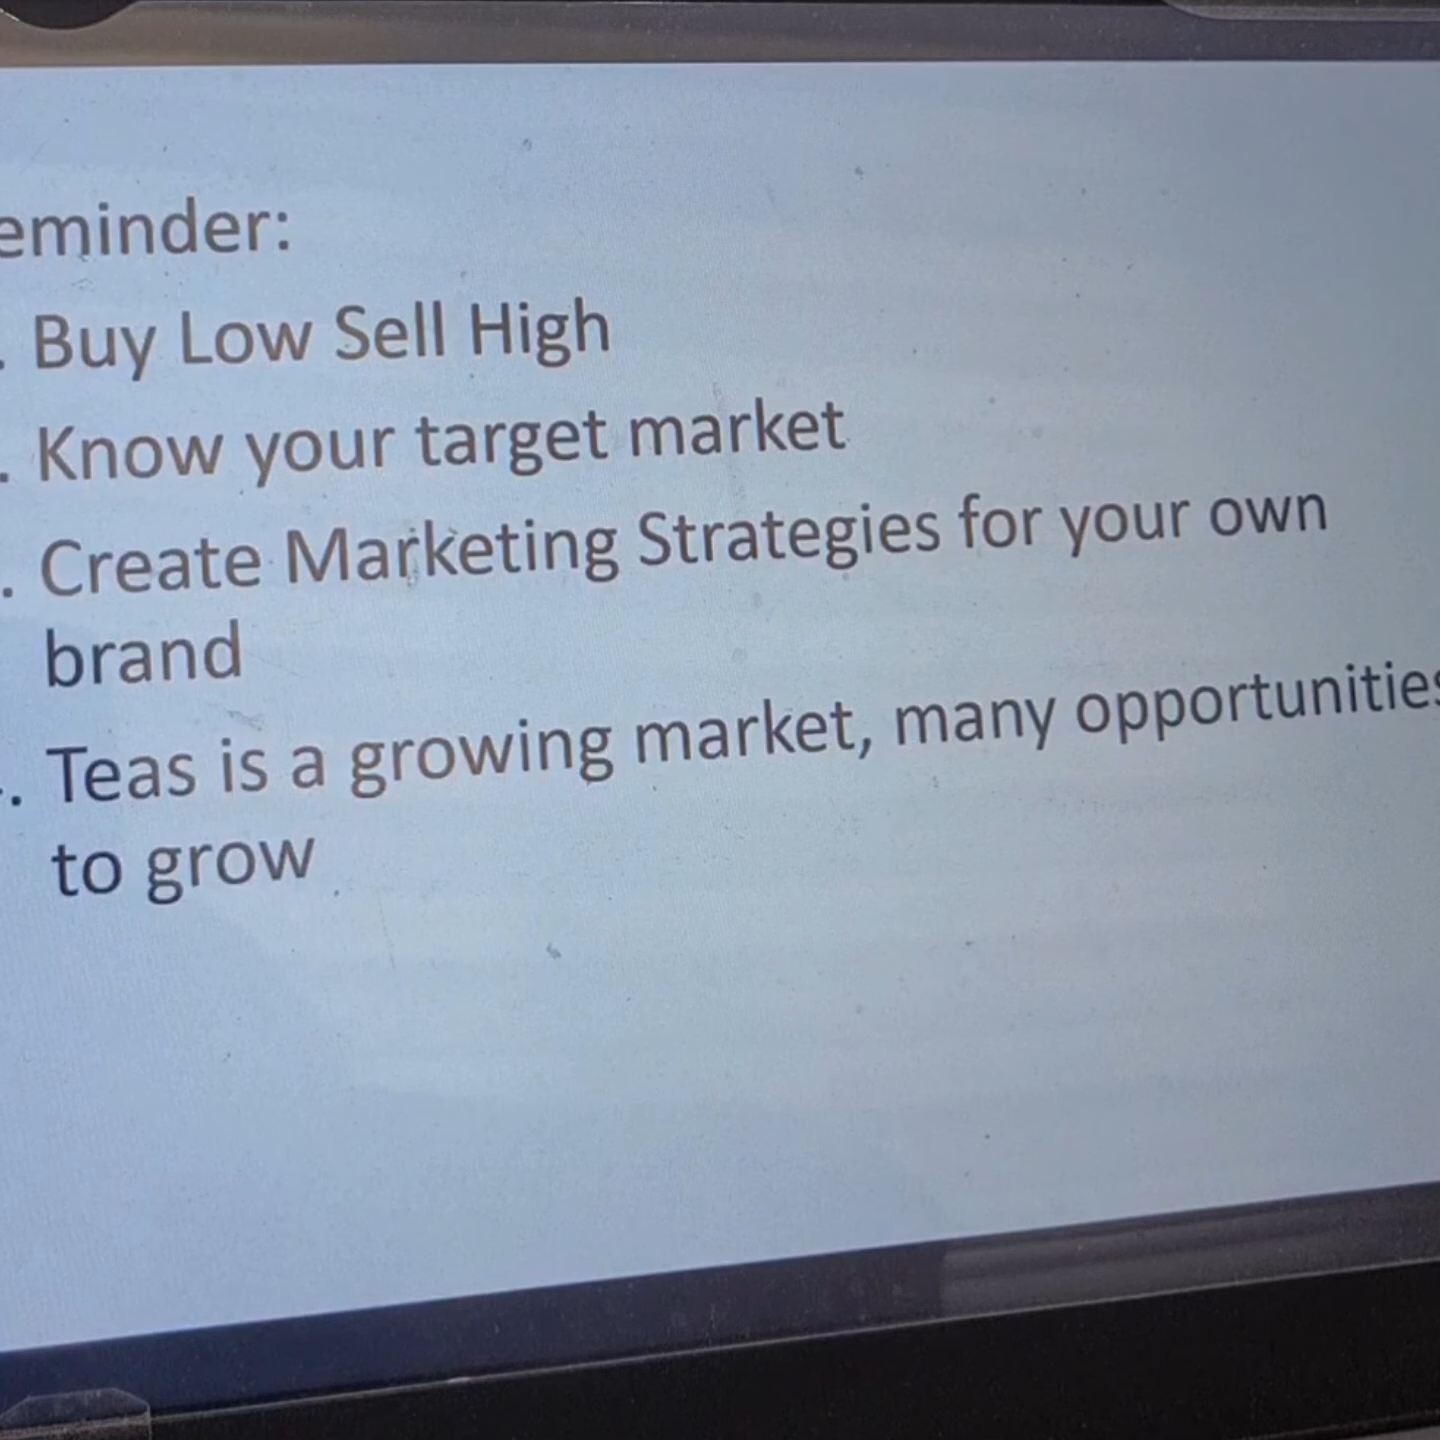 eminder:
. Buy Low Sell High
. Know your target market
. Create Marketing Strategies for your own
brand
. Teas is a growing market, many opportunities
to grow